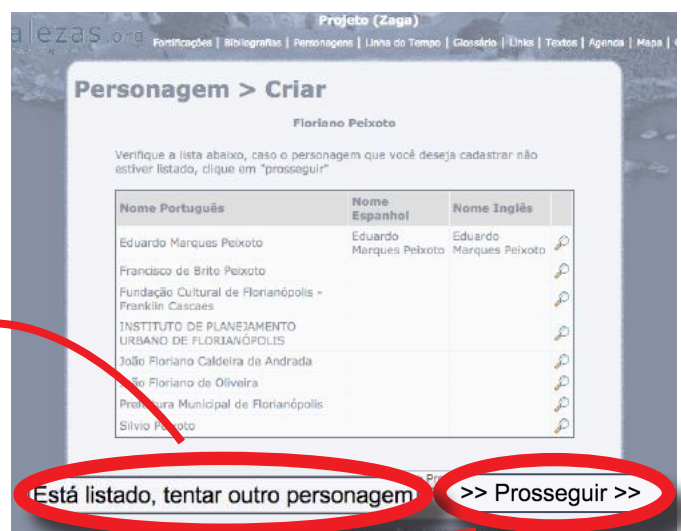 Projeto (Zaga)
alezas.org
Fortificações | Bibliografias | Personagens | Linha do Tempo | Glossário | Links | Textos | Agenda | Mapa |
Personagem > Criar
Floriano Peixoto
Verifique a lista abaixo, caso o personagem que você deseja cadastrar não
estiver listado, clique em "prosseguir"
Nome Português Nome Espanhol Nome Inglês
Eduardo Marques Peixoto Eduardo Marques Peixoto Eduardo Marques Peixoto
Francisco de Brito Peixoto
Fundação Cultural de Florianópolis -
Franklin Cascaes
INSTITUTO DE PLANEJAMENTO
URBANO DE FLORIANÓPOLIS
João Floriano Caldeira de Andrada
João Floriano de Oliveira
Prefeitura Municipal de Florianópolis
Silvio Peixoto
Está listado, tentar outro personagem >> Prosseguir >>